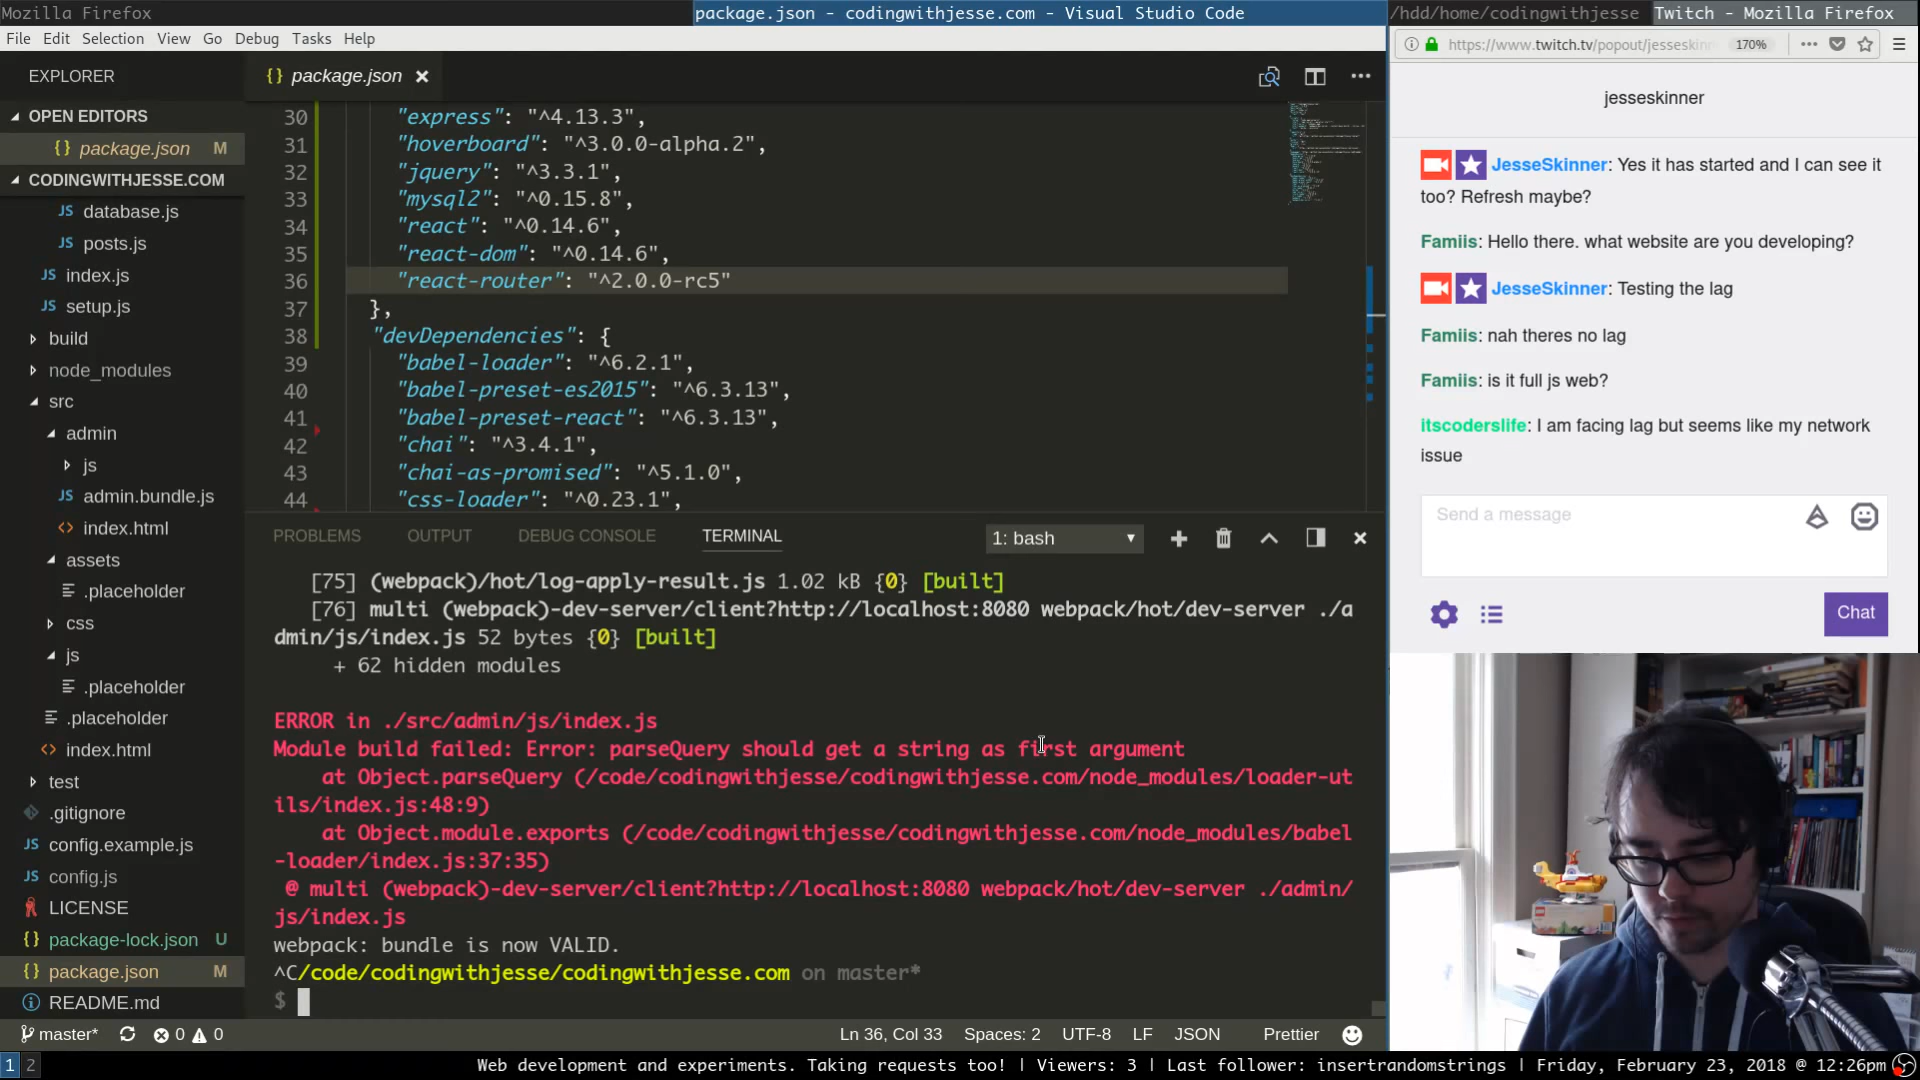 Mozilla Firefox
package.json - codingwithjesse.com - Visual Studio Code
/hdd/home/codingwithjesse
Twitch - Mozilla Firefox
File Edit Selection View Go Debug Tasks Help
https://www.twitch.tv/popout/jesseskinn
170%
EXPLORER
OPEN EDITORS
{} package.json M
CODINGWITHJESSE.COM
JS database.js
JS posts.js
JS index.js
JS setup.js
build
node_modules
src
admin
js
JS admin.bundle.js
<> index.html
assets
.placeholder
css
js
.placeholder
.placeholder
<> index.html
test
.gitignore
JS config.example.js
JS config.js
LICENSE
{} package-lock.json U
{} package.json M
README.md
{} package.json ×
30 "express": "^4.13.3",
31 "hoverboard": "^3.0.0-alpha.2",
32 "jquery": "^3.3.1",
33 "mysql2": "^0.15.8",
34 "react": "^0.14.6",
35 "react-dom": "^0.14.6",
36 "react-router": "^2.0.0-rc5"
37 },
38 "devDependencies": {
39 "babel-loader": "^6.2.1",
40 "babel-preset-es2015": "^6.3.13",
41 "babel-preset-react": "^6.3.13",
42 "chai": "^3.4.1",
43 "chai-as-promised": "^5.1.0",
44 "css-loader": "^0.23.1",
PROBLEMS OUTPUT DEBUG CONSOLE TERMINAL
1: bash
[75] (webpack)/hot/log-apply-result.js 1.02 kB {0} [built]
[76] multi (webpack)-dev-server/client?http://localhost:8080 webpack/hot/dev-server ./a
dmin/js/index.js 52 bytes {0} [built]
+ 62 hidden modules
ERROR in ./src/admin/js/index.js
Module build failed: Error: parseQuery should get a string as first argument
at Object.parseQuery (/code/codingwithjesse/codingwithjesse.com/node_modules/loader-ut
ils/index.js:48:9)
at Object.module.exports (/code/codingwithjesse/codingwithjesse.com/node_modules/babel
-loader/index.js:37:35)
@ multi (webpack)-dev-server/client?http://localhost:8080 webpack/hot/dev-server ./admin/
js/index.js
webpack: bundle is now VALID.
^C/code/codingwithjesse/codingwithjesse.com on master*
$
master* 0 0
Ln 36, Col 33 Spaces: 2 UTF-8 LF JSON Prettier
jesseskinner
JesseSkinner: Yes it has started and I can see it
too? Refresh maybe?
Famiis: Hello there. what website are you developing?
JesseSkinner: Testing the lag
Famiis: nah theres no lag
Famiis: is it full js web?
itscoderslife: I am facing lag but seems like my network
issue
Send a message
Chat
1 2
Web development and experiments. Taking requests too! | Viewers: 3 | Last follower: insertrandomstrings | Friday, February 23, 2018 @ 12:26pm